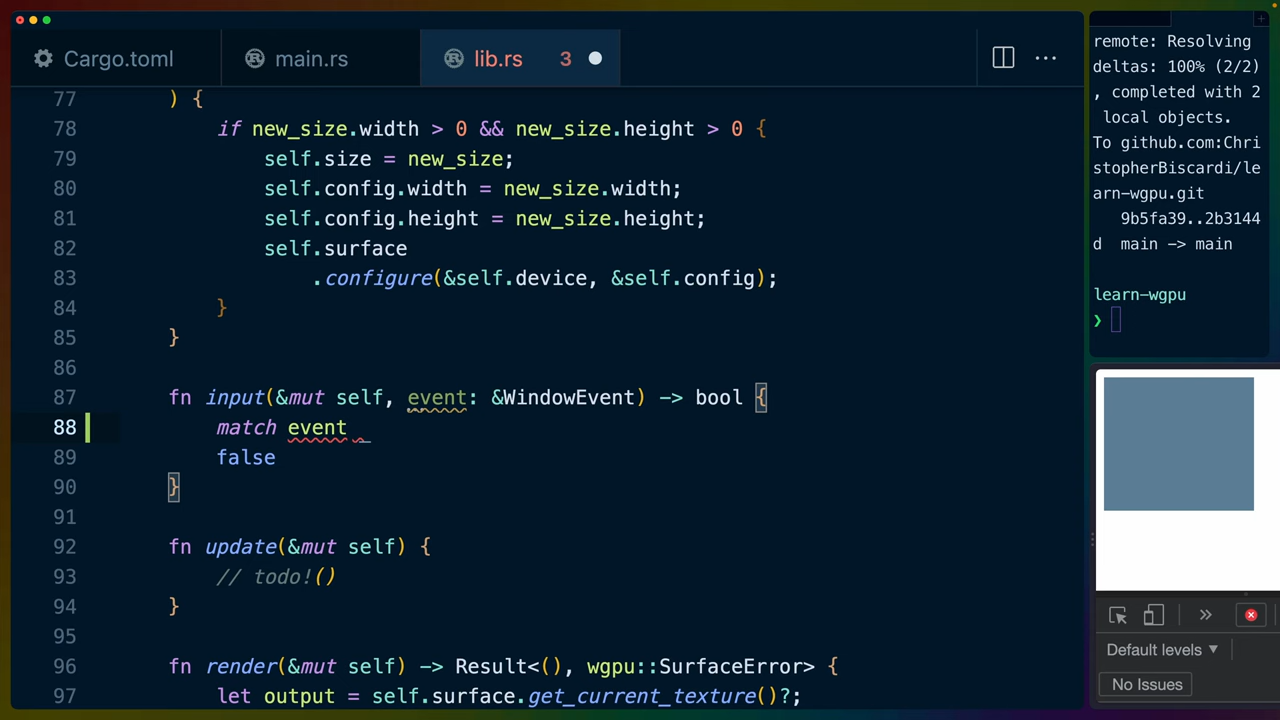 Cargo.toml
main.rs
lib.rs 3
77 ) {
78 if new_size.width > 0 && new_size.height > 0 {
79 self.size = new_size;
80 self.config.width = new_size.width;
81 self.config.height = new_size.height;
82 self.surface
83 .configure(&self.device, &self.config);
84 }
85 }
86
87 fn input(&mut self, event: &WindowEvent) -> bool {
88 match event _
89 false
90 }
91
92 fn update(&mut self) {
93 // todo!()
94 }
95
96 fn render(&mut self) -> Result<(), wgpu::SurfaceError> {
97 let output = self.surface.get_current_texture()?;
remote: Resolving
deltas: 100% (2/2)
, completed with 2
local objects.
To github.com:Chri
stopherBiscardi/le
arn-wgpu.git
9b5fa39..2b3144
d main -> main
learn-wgpu
❯
Default levels ▼
No Issues